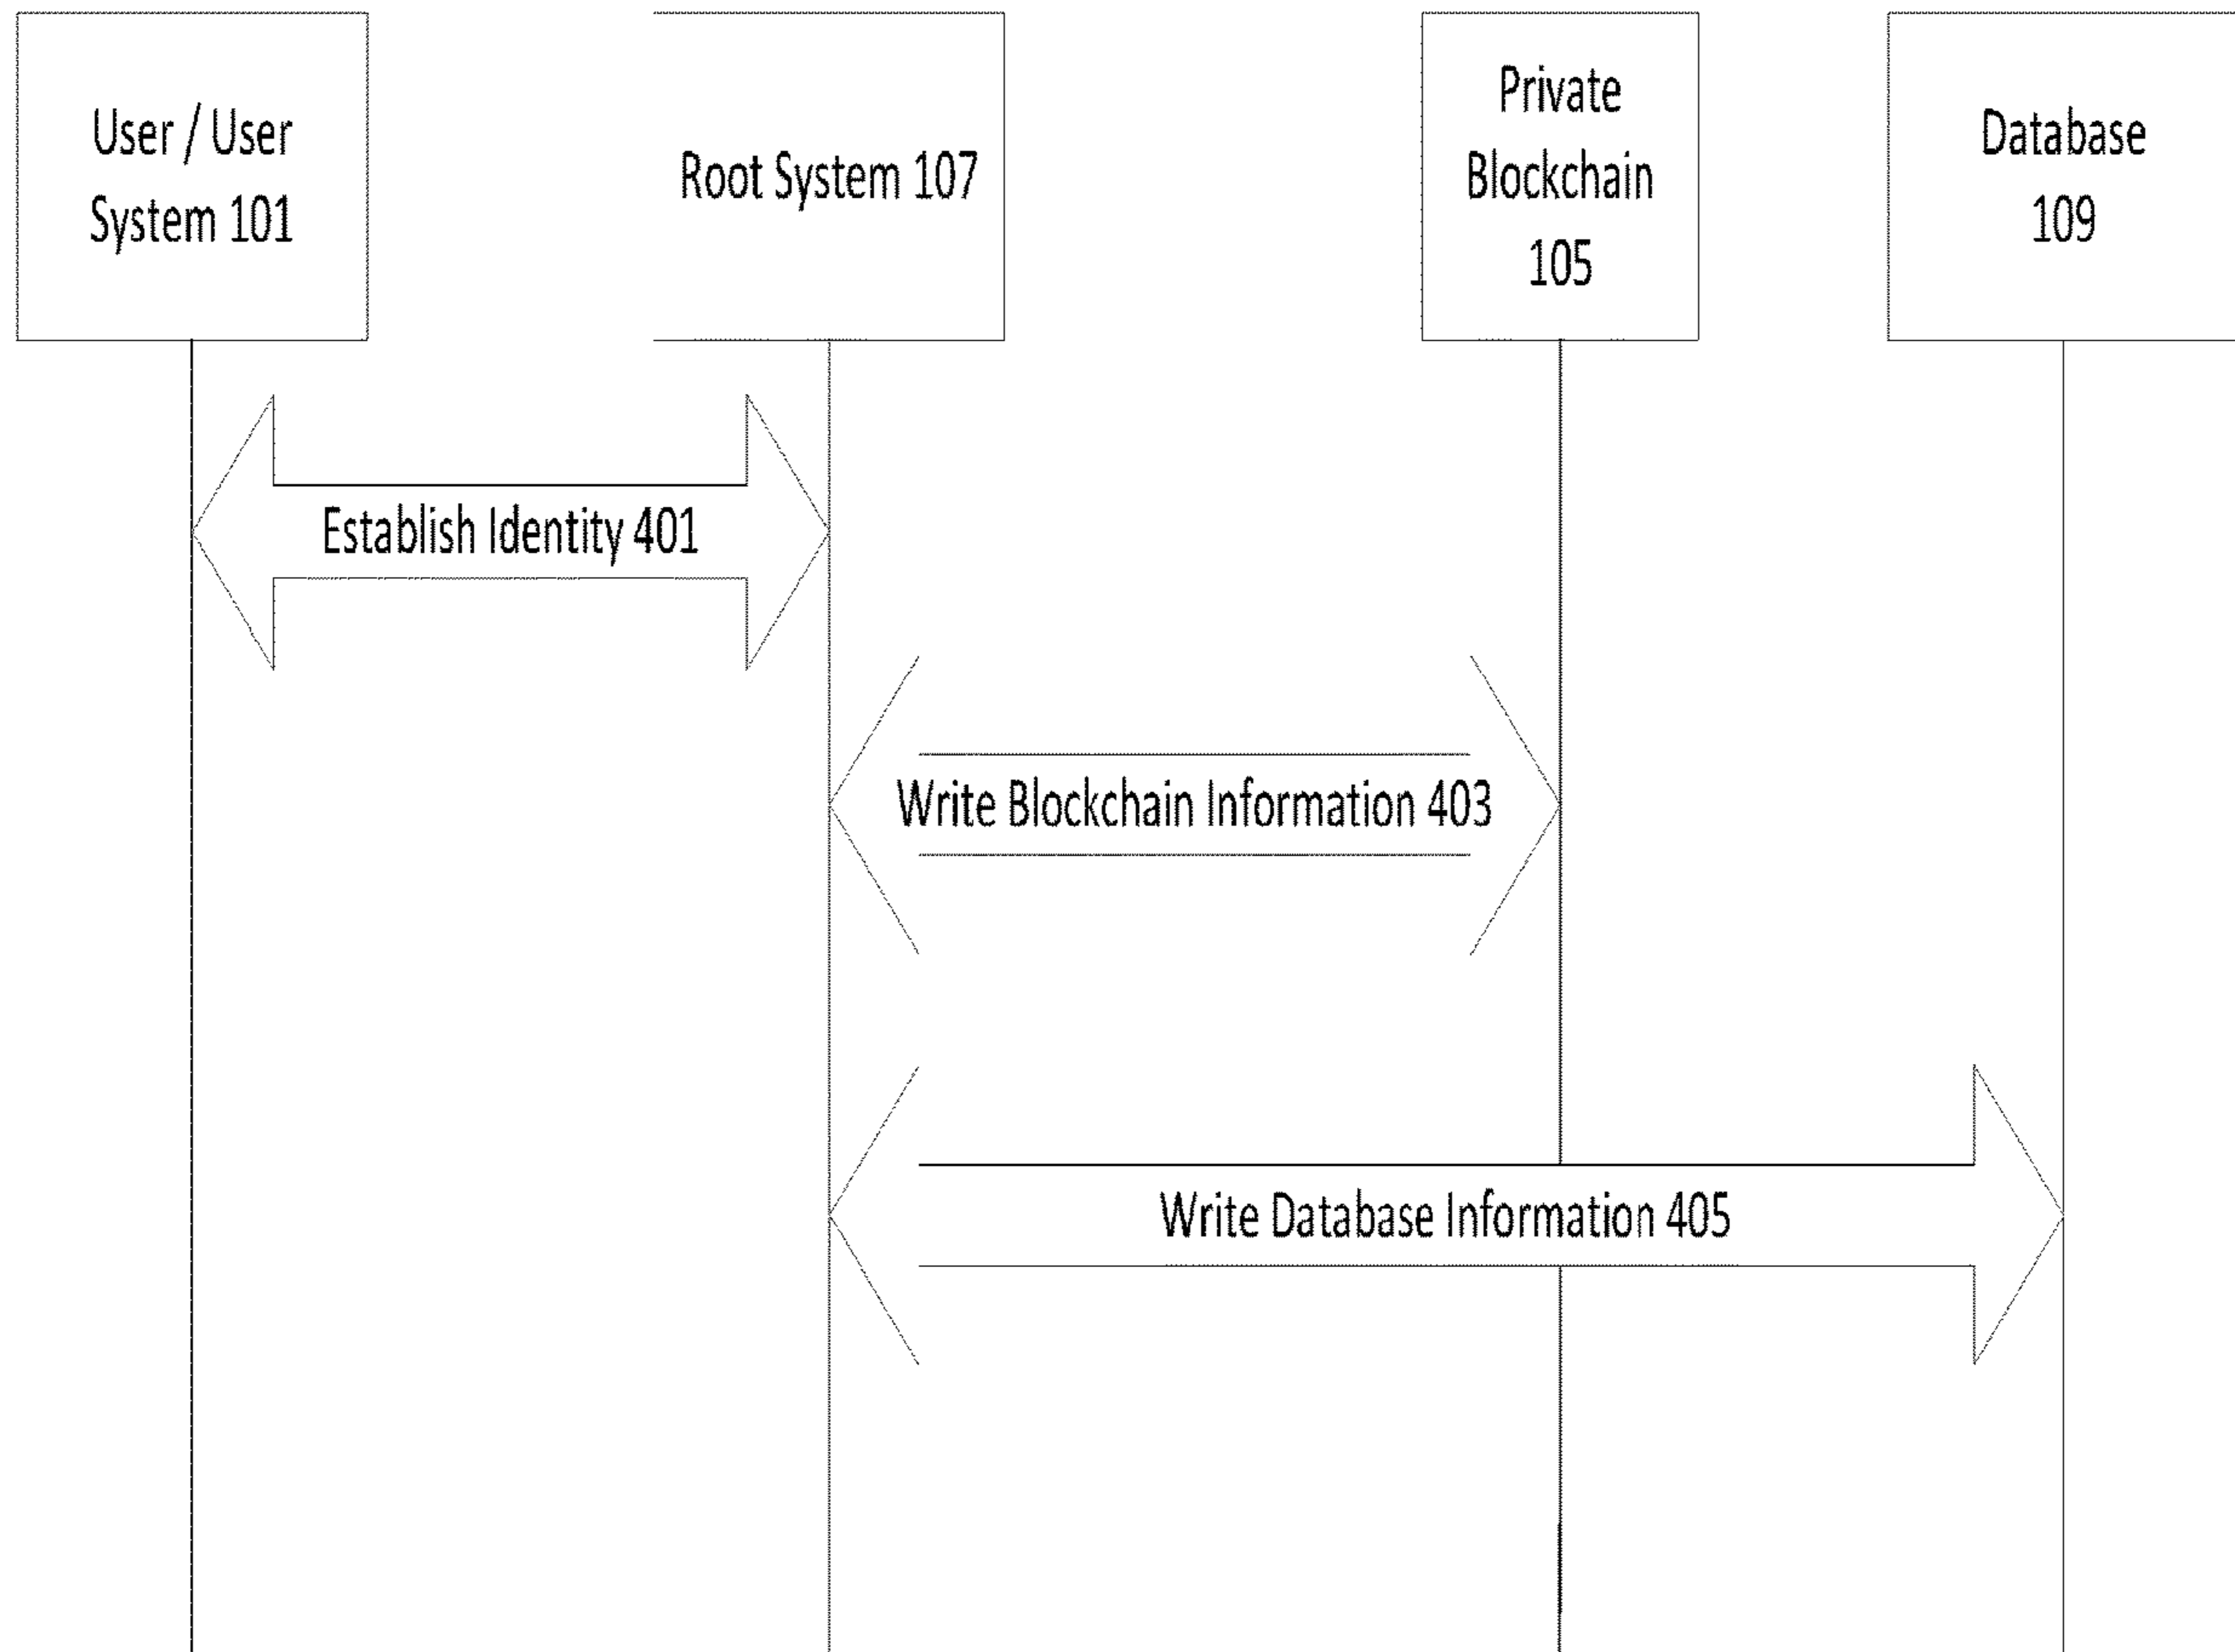 User / User
System 101
Root System 107
Private
Blockchain
105
Database
109
Establish Identity 401
Write Blockchain Information 403
Write Database Information 405